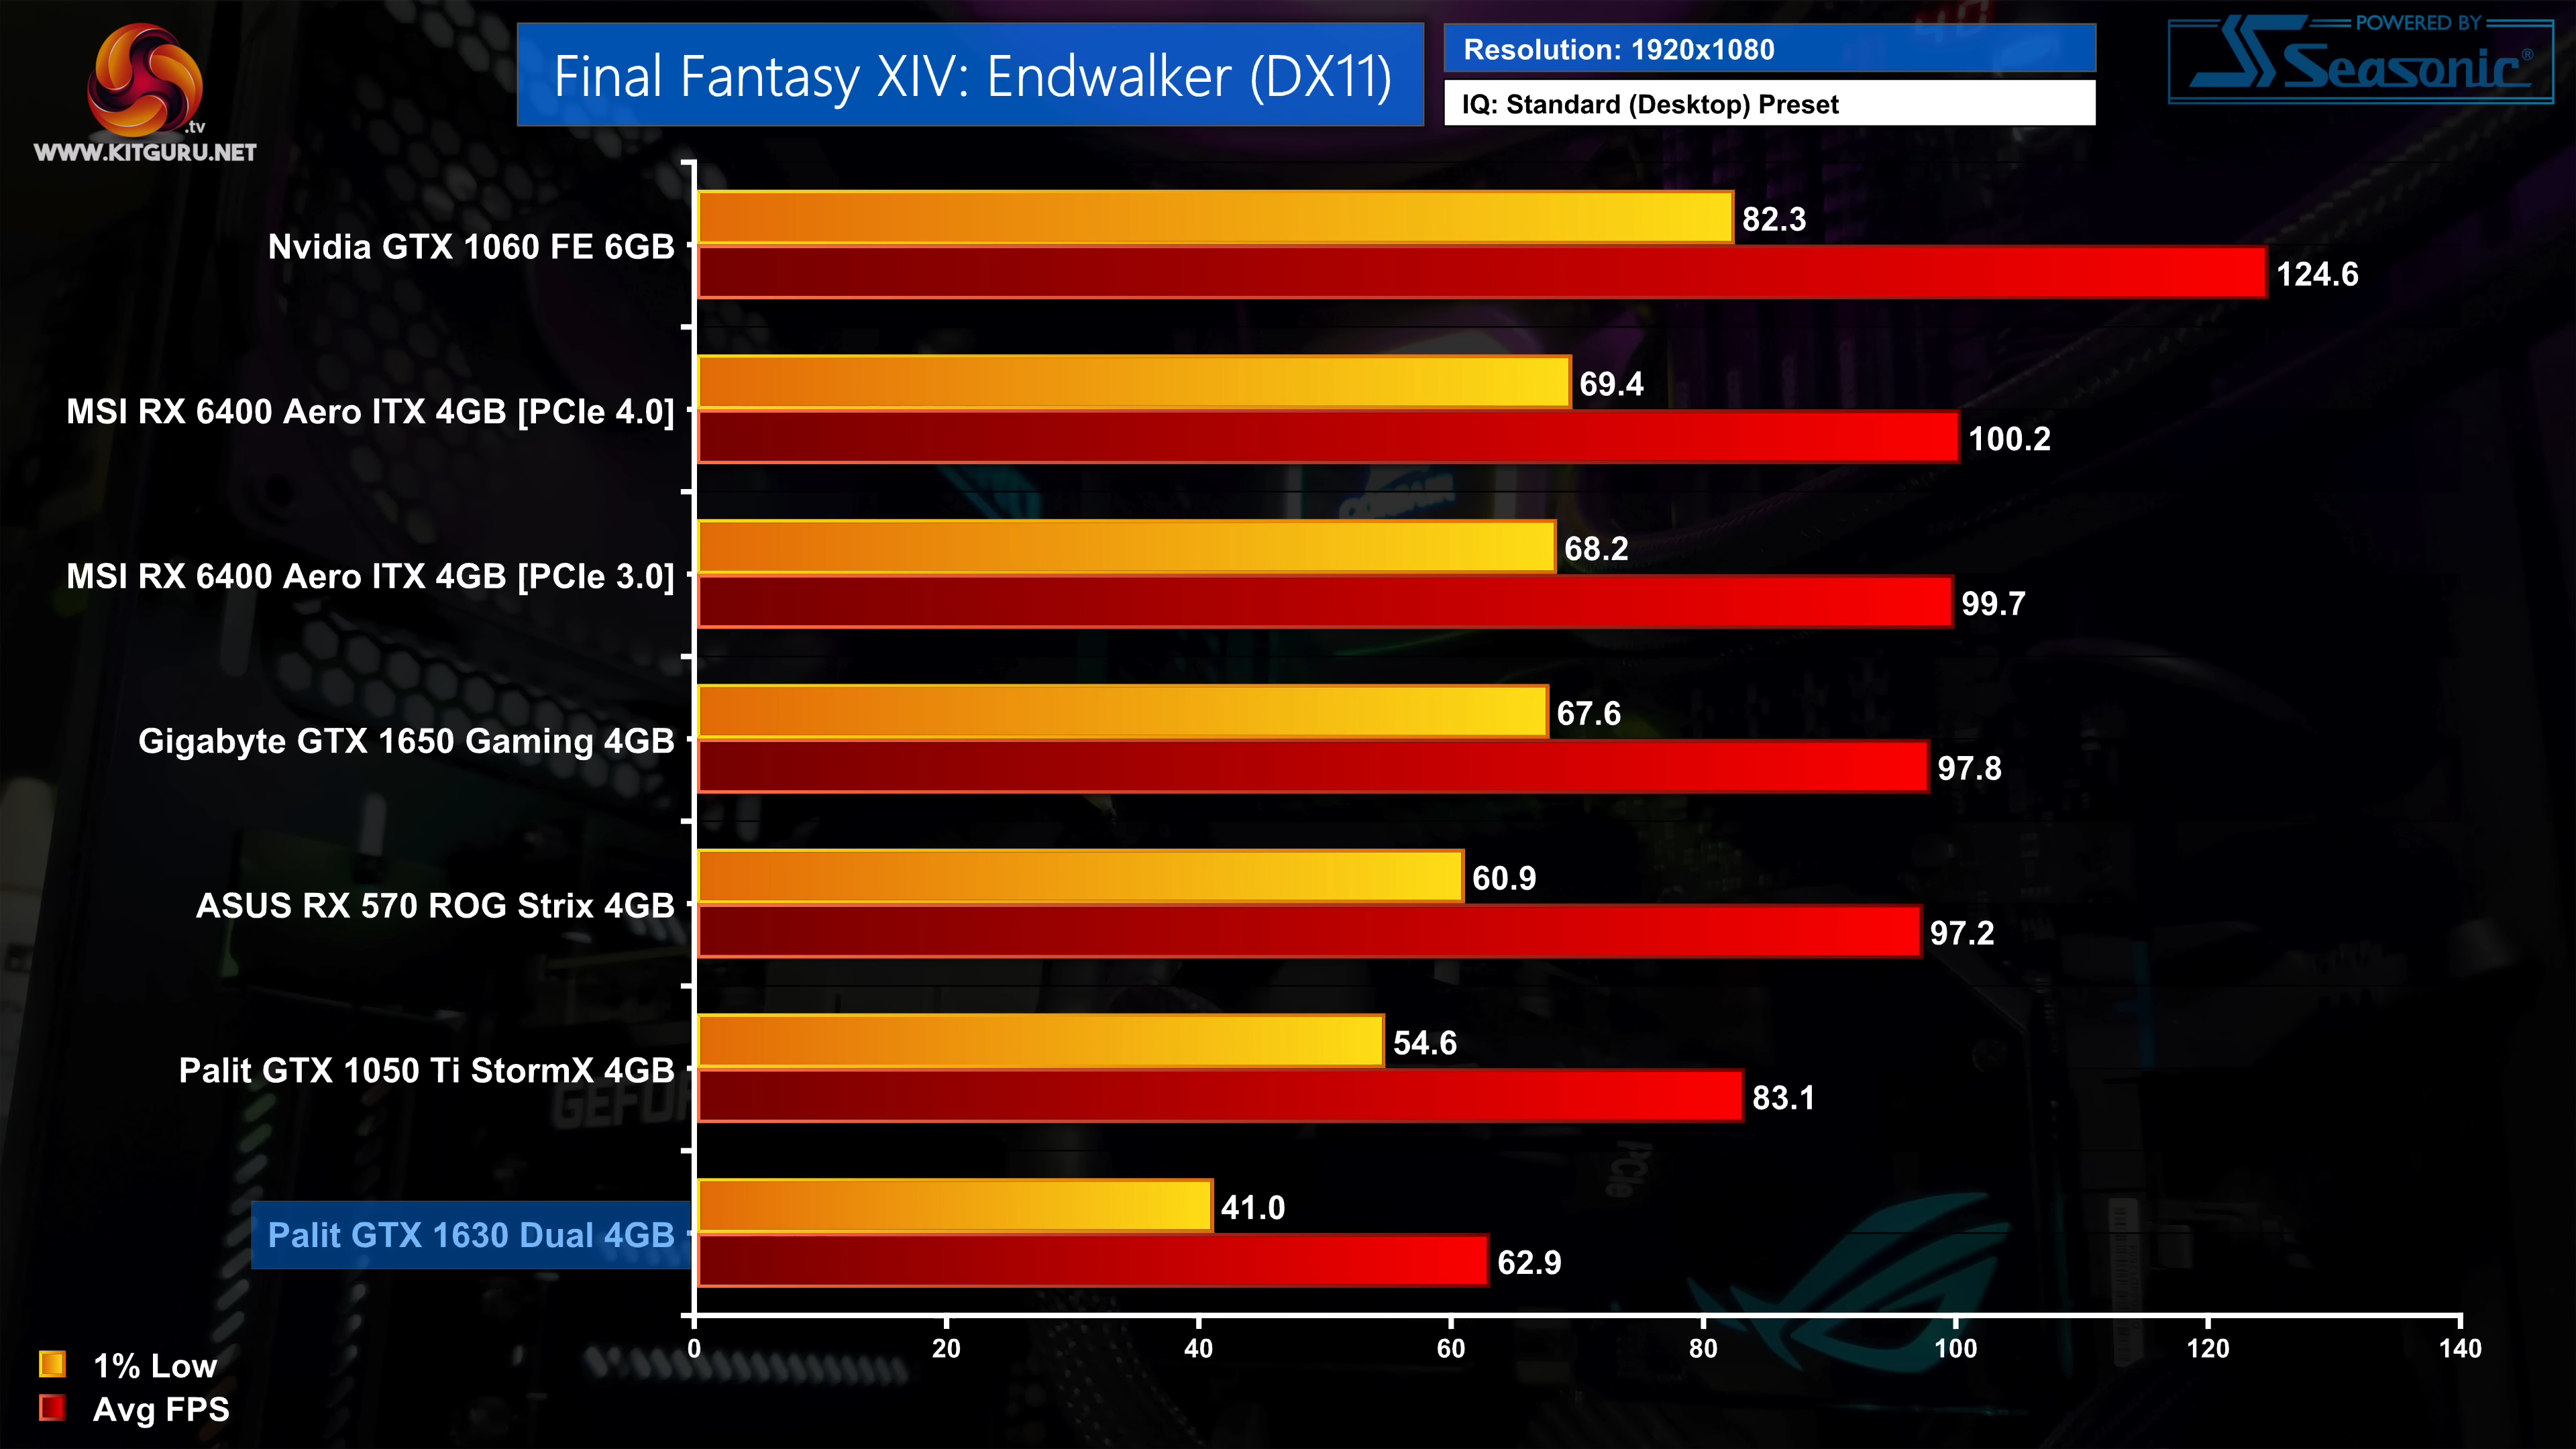 .tv
WWW.KITGURU.NET
Final Fantasy XIV: Endwalker (DX11)
Resolution: 1920x1080
IQ: Standard (Desktop) Preset
POWERED BY
Seasonic®
Nvidia GTX 1060 FE 6GB
82.3
124.6
MSI RX 6400 Aero ITX 4GB [PCIe 4.0]
69.4
100.2
MSI RX 6400 Aero ITX 4GB [PCIe 3.0]
68.2
99.7
Gigabyte GTX 1650 Gaming 4GB
67.6
97.8
ASUS RX 570 ROG Strix 4GB
60.9
97.2
Palit GTX 1050 Ti StormX 4GB
54.6
83.1
PCIe
Palit GTX 1630 Dual 4GB
41.0
62.9
0 20 40 60 80 100 120 140
1% Low
Avg FPS